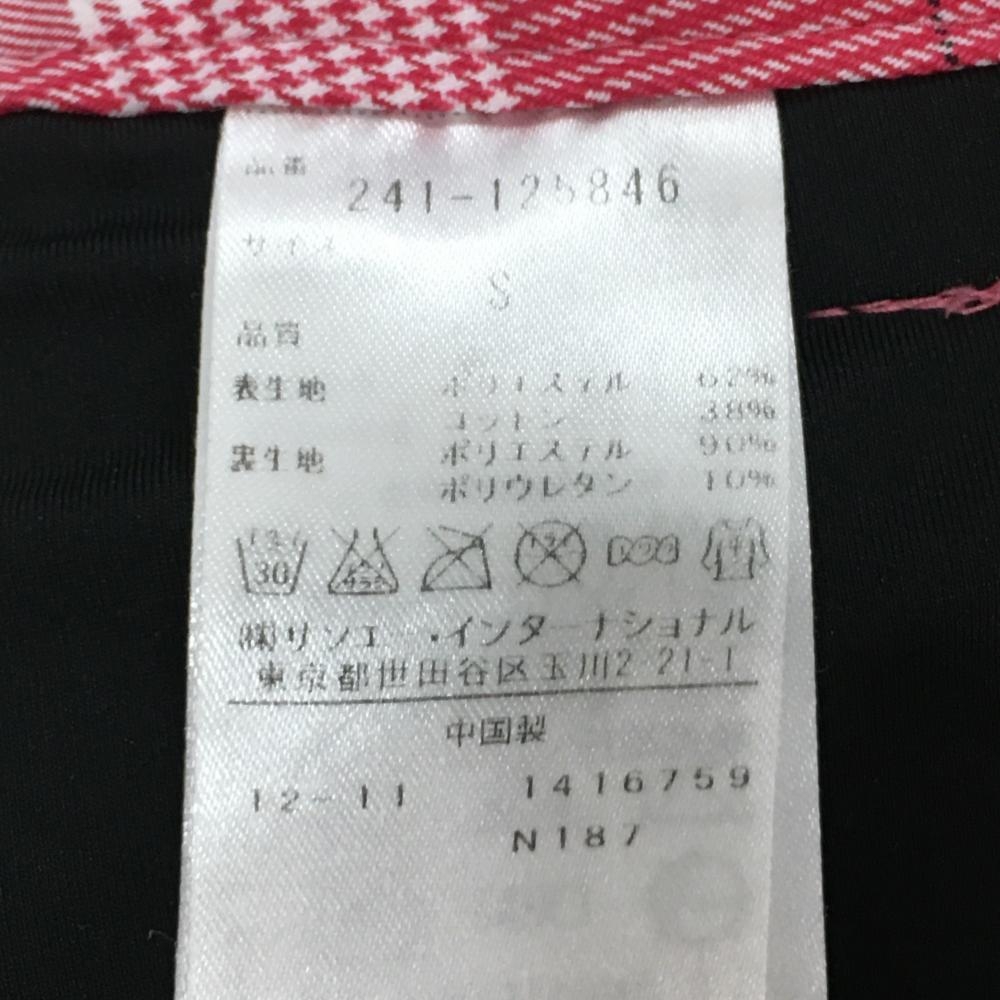 品番
241-125846
サイズ
S
品質
表生地 ポリエステル 62%
コットン 38%
裏生地 ポリエステル 90%
ポリウレタン 10%
30
(株)サンエー・インターナショナル
東京都世田谷区玉川2-21-1
中国製
12-11 1416759
N187